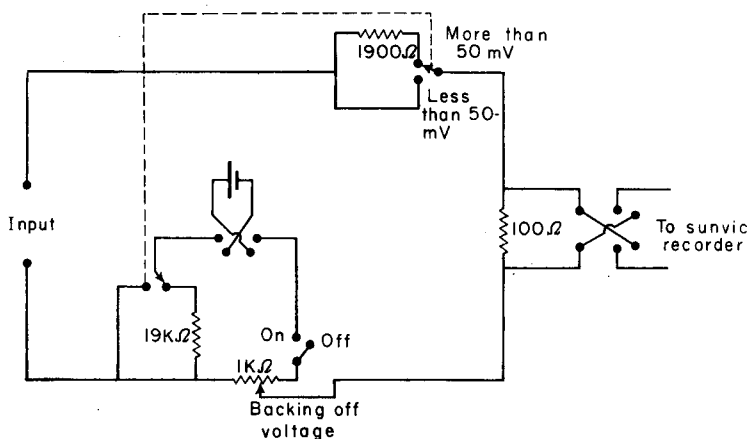 More than
50 mV
1900Ω
Less
than 50-
mV
Input
100Ω
To sunvic
recorder
19KΩ
On
Off
1KΩ
Backing off
voltage